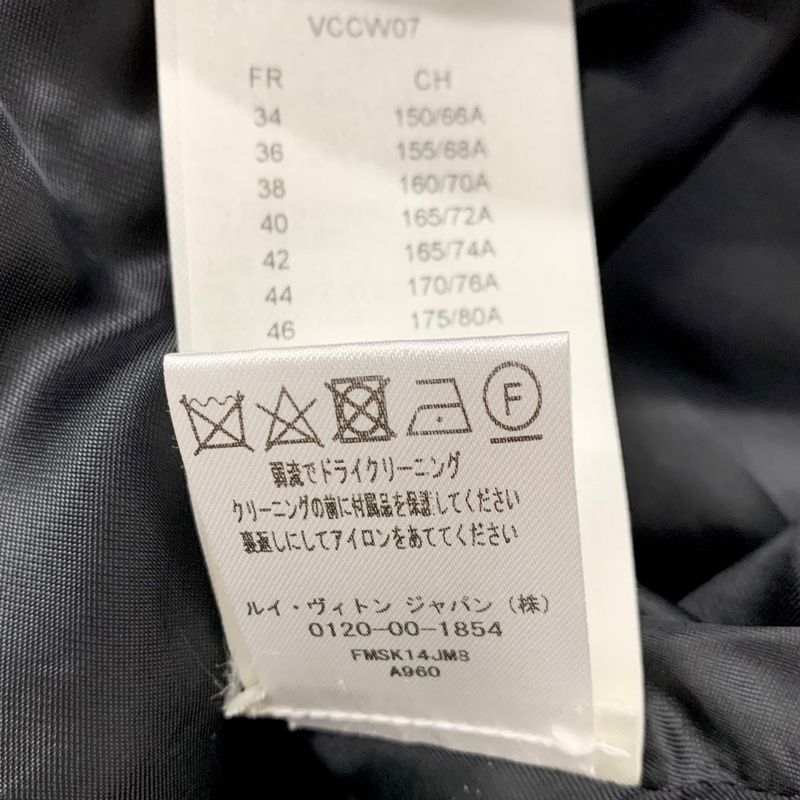 VCCW07
FR CH
34 150/66A
36 155/68A
38 160/70A
40 165/72A
42 165/74A
44 170/76A
46 175/80A
F
弱流でドライクリーニング
クリーニングの前に付属品を保護してください
裏返しにしてアイロンをあててください
ルイ・ヴィトン ジャパン (株)
0120-00-1854
FMSK14JM8
A960